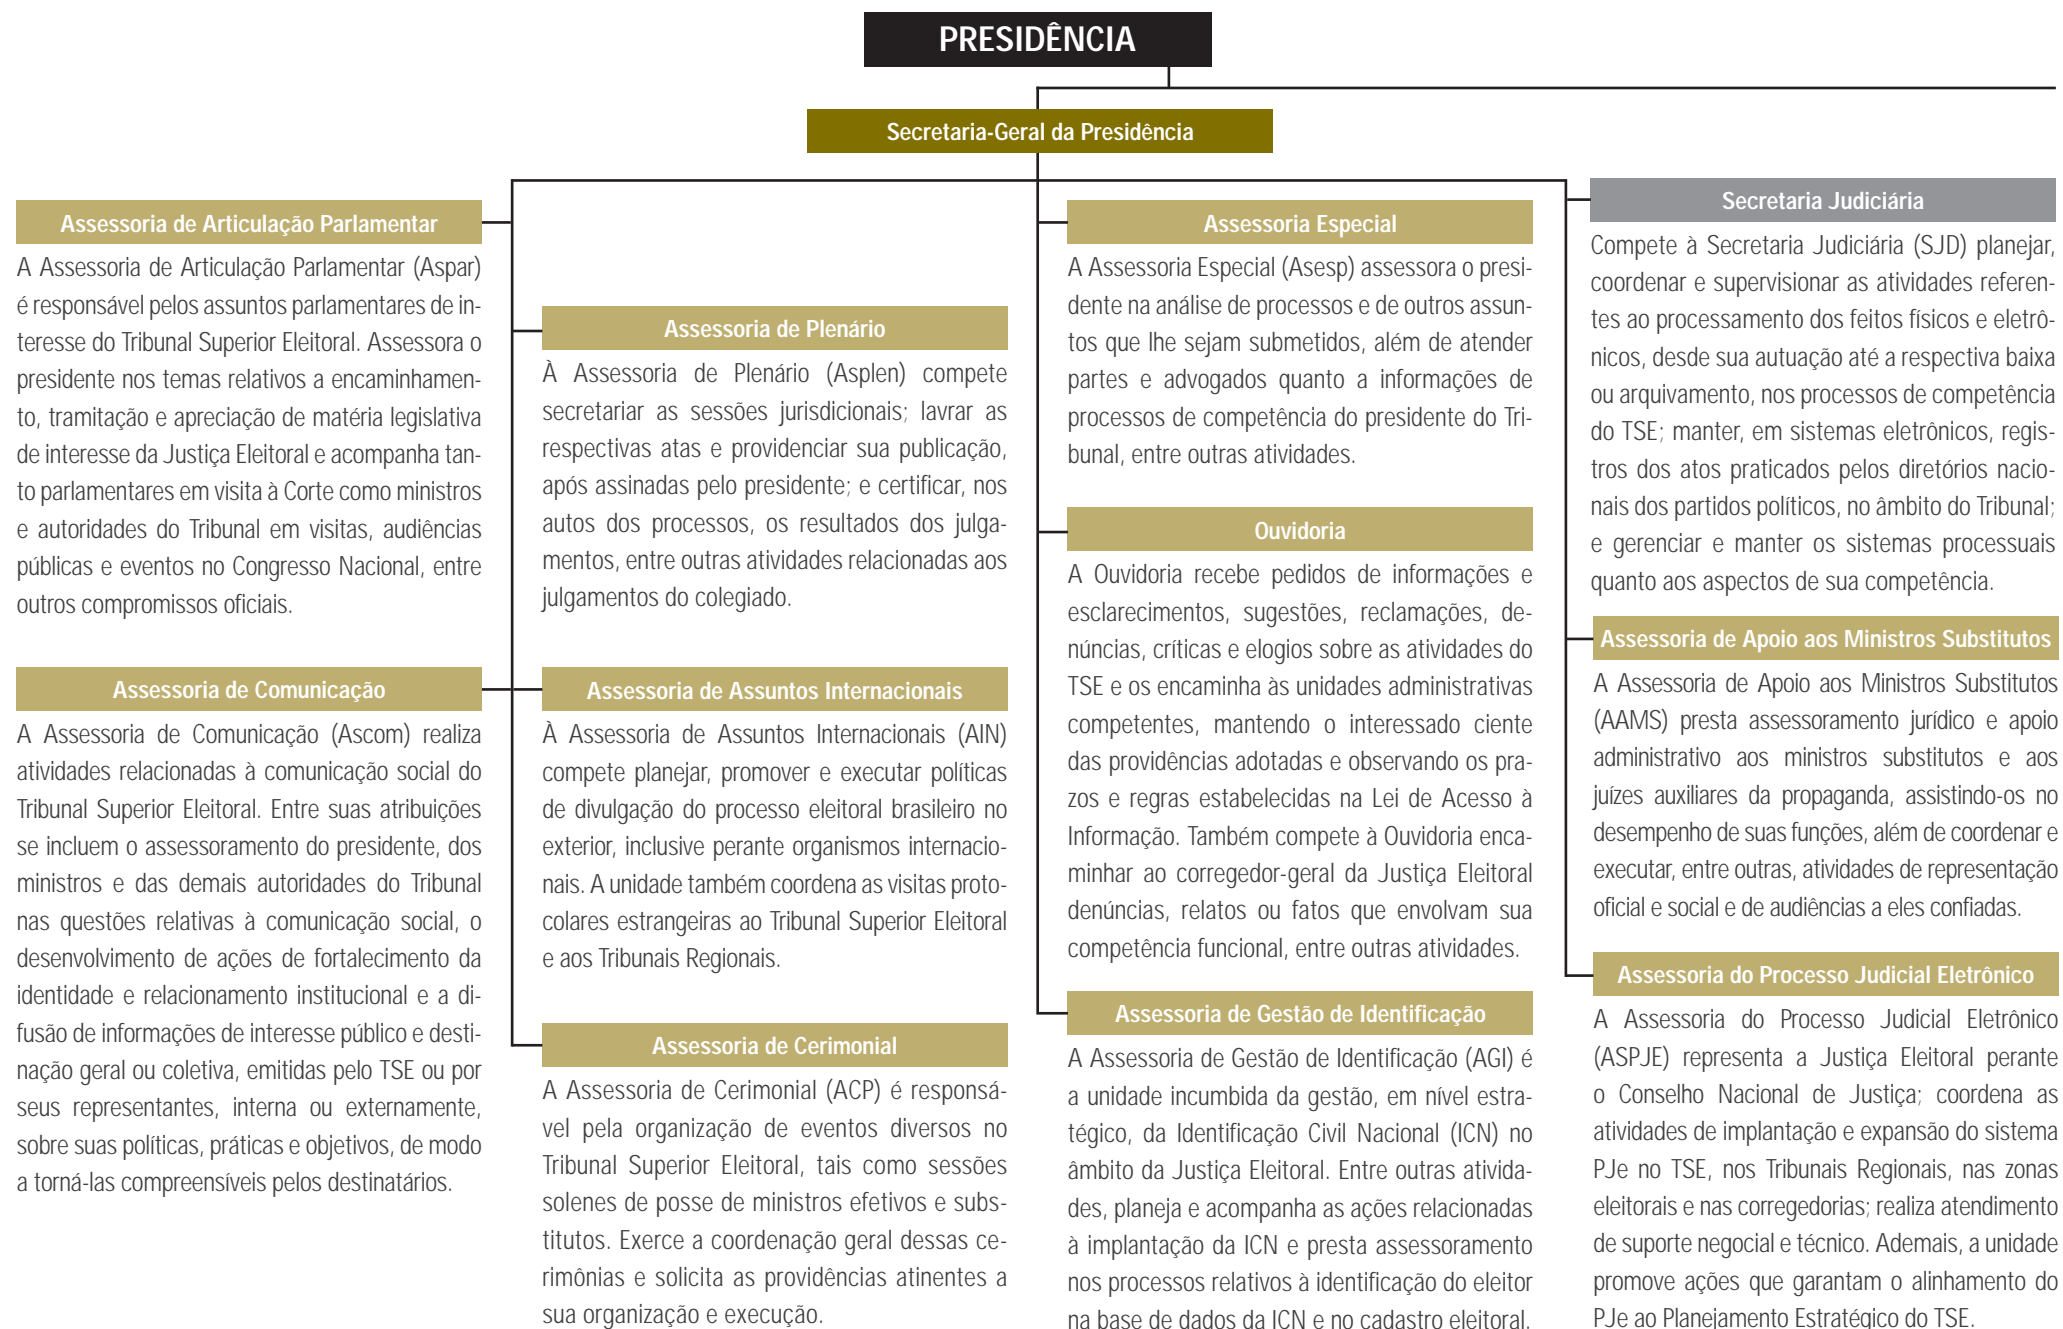 PRESIDÊNCIA
Secretaria-Geral da Presidência
Assessoria de Articulação Parlamentar
A Assessoria de Articulação Parlamentar (Aspar)
é responsável pelos assuntos parlamentares de in-
teresse do Tribunal Superior Eleitoral. Assessora o
presidente nos temas relativos a encaminhamen-
to, tramitação e apreciação de matéria legislativa
de interesse da Justiça Eleitoral e acompanha tan-
to parlamentares em visita à Corte como ministros
e autoridades do Tribunal em visitas, audiências
públicas e eventos no Congresso Nacional, entre
outros compromissos oficiais.
Assessoria de Comunicação
A Assessoria de Comunicação (Ascom) realiza
atividades relacionadas à comunicação social do
Tribunal Superior Eleitoral. Entre suas atribuições
se incluem o assessoramento do presidente, dos
ministros e das demais autoridades do Tribunal
nas questões relativas à comunicação social, o
desenvolvimento de ações de fortalecimento da
identidade e relacionamento institucional e a di-
fusão de informações de interesse público e desti-
nação geral ou coletiva, emitidas pelo TSE ou por
seus representantes, interna ou externamente,
sobre suas políticas, práticas e objetivos, de modo
a torná-las compreensíveis pelos destinatários.
Assessoria de Plenário
À Assessoria de Plenário (Asplen) compete
secretariar as sessões jurisdicionais; lavrar as
respectivas atas e providenciar sua publicação,
após assinadas pelo presidente; e certificar, nos
autos dos processos, os resultados dos julga-
mentos, entre outras atividades relacionadas aos
julgamentos do colegiado.
Assessoria de Assuntos Internacionais
À Assessoria de Assuntos Internacionais (AIN)
compete planejar, promover e executar políticas
de divulgação do processo eleitoral brasileiro no
exterior, inclusive perante organismos internacio-
nais. A unidade também coordena as visitas proto-
colares estrangeiras ao Tribunal Superior Eleitoral
e aos Tribunais Regionais.
Assessoria de Cerimonial
A Assessoria de Cerimonial (ACP) é responsá-
vel pela organização de eventos diversos no
Tribunal Superior Eleitoral, tais como sessões
solenes de posse de ministros efetivos e subs-
titutos. Exerce a coordenação geral dessas ce-
rimônias e solicita as providências atinentes a
sua organização e execução.
Assessoria Especial
A Assessoria Especial (Asesp) assessora o presi-
dente na análise de processos e de outros assun-
tos que lhe sejam submetidos, além de atender
partes e advogados quanto a informações de
processos de competência do presidente do Tri-
bunal, entre outras atividades.
Ouvidoria
A Ouvidoria recebe pedidos de informações e
esclarecimentos, sugestões, reclamações, de-
núncias, críticas e elogios sobre as atividades do
TSE e os encaminha às unidades administrativas
competentes, mantendo o interessado ciente
das providências adotadas e observando os pra-
zos e regras estabelecidas na Lei de Acesso à
Informação. Também compete à Ouvidoria enca-
minhar ao corregedor-geral da Justiça Eleitoral
denúncias, relatos ou fatos que envolvam sua
competência funcional, entre outras atividades.
Assessoria de Gestão de Identificação
A Assessoria de Gestão de Identificação (AGI) é
a unidade incumbida da gestão, em nível estra-
tégico, da Identificação Civil Nacional (ICN) no
âmbito da Justiça Eleitoral. Entre outras ativida-
des, planeja e acompanha as ações relacionadas
à implantação da ICN e presta assessoramento
nos processos relativos à identificação do eleitor
na base de dados da ICN e no cadastro eleitoral.
Secretaria Judiciária
Compete à Secretaria Judiciária (SJD) planejar,
coordenar e supervisionar as atividades referen-
tes ao processamento dos feitos físicos e eletrô-
nicos, desde sua autuação até a respectiva baixa
ou arquivamento, nos processos de competência
do TSE; manter, em sistemas eletrônicos, regis-
tros dos atos praticados pelos diretórios nacio-
nais dos partidos políticos, no âmbito do Tribunal;
e gerenciar e manter os sistemas processuais
quanto aos aspectos de sua competência.
Assessoria de Apoio aos Ministros Substitutos
A Assessoria de Apoio aos Ministros Substitutos
(AAMS) presta assessoramento jurídico e apoio
administrativo aos ministros substitutos e aos
juízes auxiliares da propaganda, assistindo-os no
desempenho de suas funções, além de coordenar e
executar, entre outras, atividades de representação
oficial e social e de audiências a eles confiadas.
Assessoria do Processo Judicial Eletrônico
A Assessoria do Processo Judicial Eletrônico
(ASPJE) representa a Justiça Eleitoral perante
o Conselho Nacional de Justiça; coordena as
atividades de implantação e expansão do sistema
PJe no TSE, nos Tribunais Regionais, nas zonas
eleitorais e nas corregedorias; realiza atendimento
de suporte negocial e técnico. Ademais, a unidade
promove ações que garantam o alinhamento do
PJe ao Planejamento Estratégico do TSE.